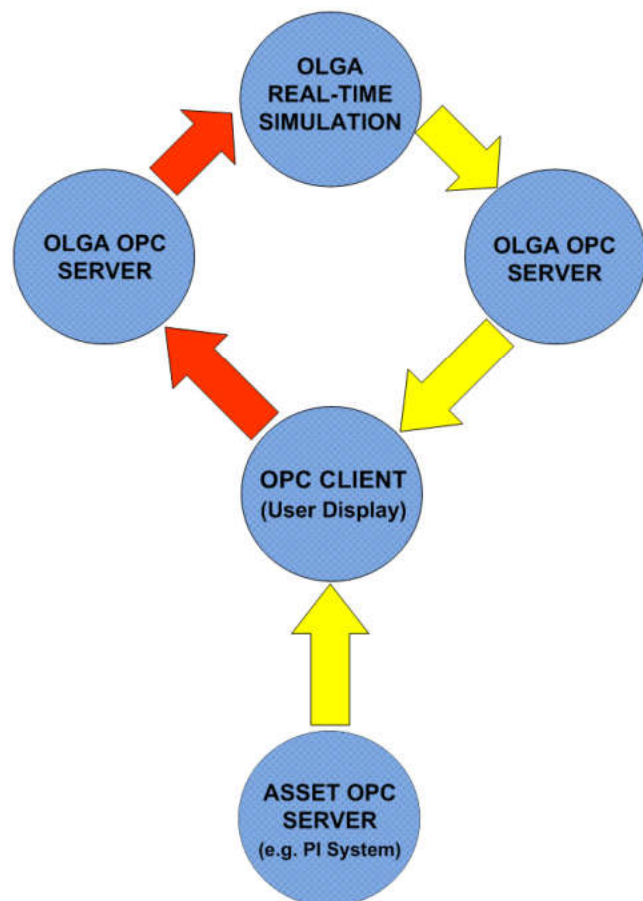 OLGA
REAL-TIME
SIMULATION
OLGA OPC
SERVER
OLGA OPC
SERVER
OPC CLIENT
(User Display)
ASSET OPC
SERVER
(e.g. PI System)